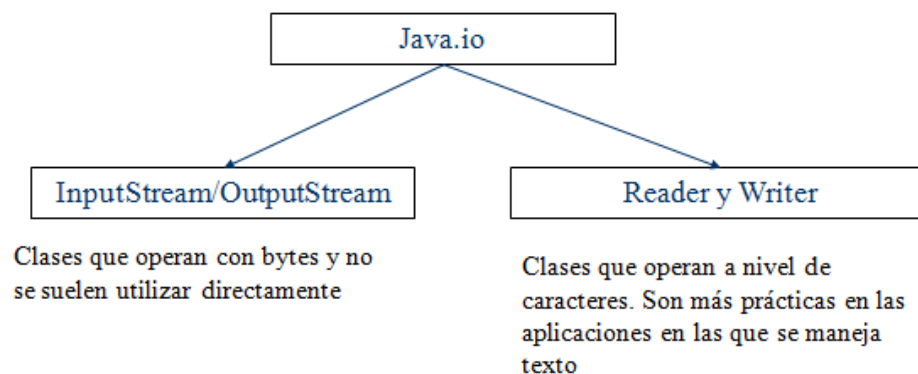 Java.io
InputStream/OutputStream
Reader y Writer
Clases que operan con bytes y no
se suelen utilizar directamente
Clases que operan a nivel de
caracteres. Son más prácticas en las
aplicaciones en las que se maneja
texto